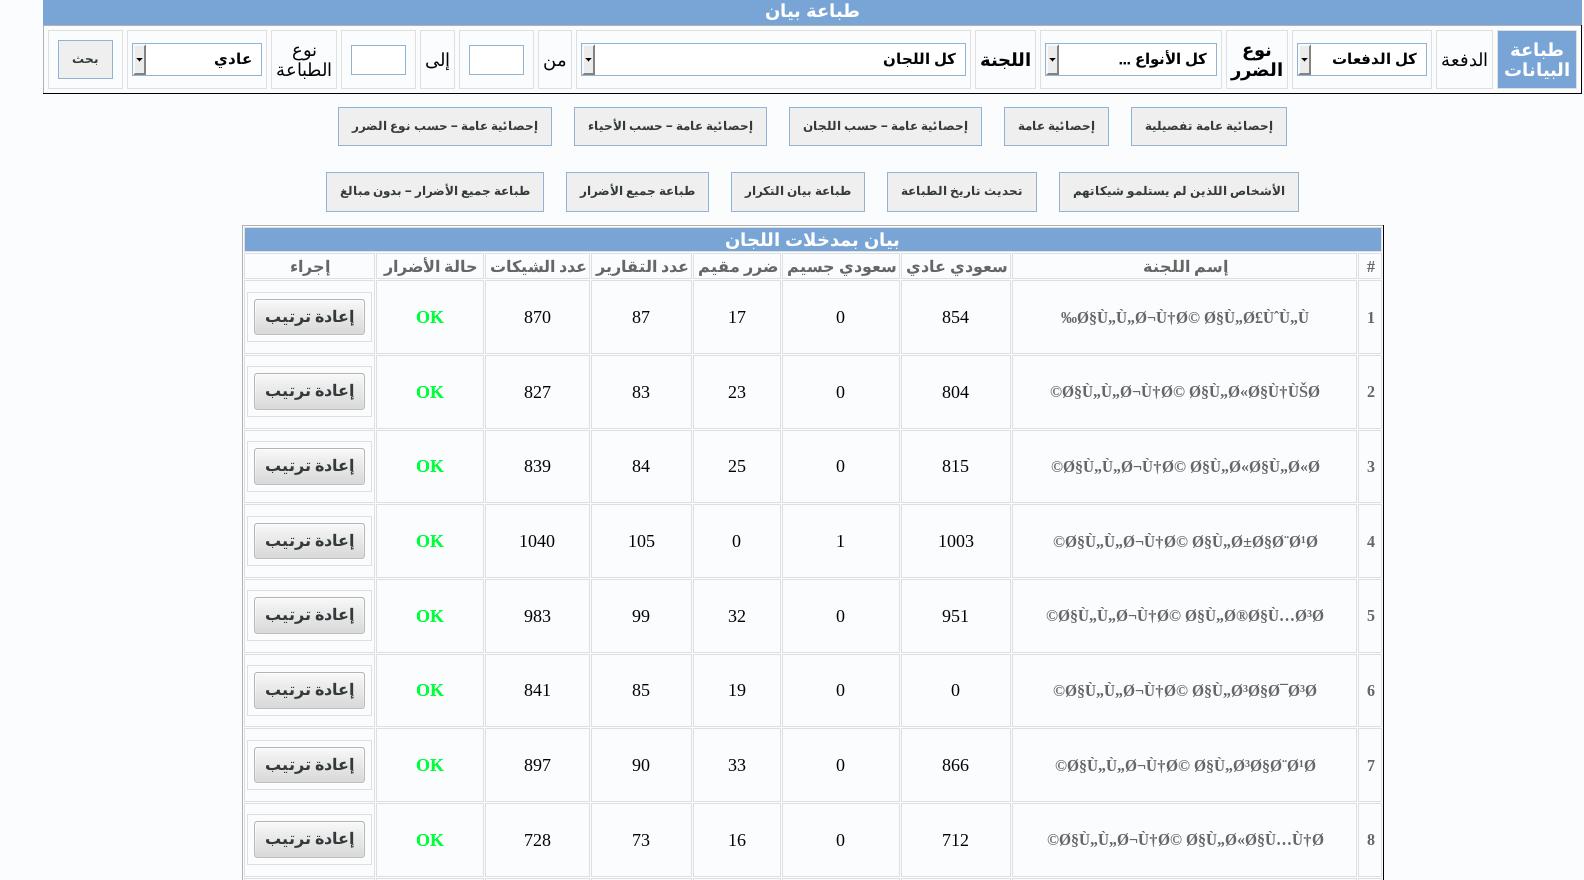 طباعة بيان
طباعة البيانات الدفعة كل الدفعات نوع الضرر كل الأنواع ... اللجنة كل اللجان من إلى نوع الطباعة عادي بحث
إحصائية عامة تفصيلية إحصائية عامة إحصائية عامة – حسب اللجان إحصائية عامة – حسب الأحياء إحصائية عامة – حسب نوع الضرر
الأشخاص اللذين لم يستلمو شيكاتهم تحديث تاريخ الطباعة طباعة بيان التكرار طباعة جميع الأضرار طباعة جميع الأضرار – بدون مبالغ
بيان بمدخلات اللجان
# إسم اللجنة سعودي عادي سعودي جسيم ضرر مقيم عدد التقارير عدد الشيكات حالة الأضرار إجراء
1 Ø§Ù„Ù„Ø¬Ù†Ø© Ø§Ù„Ø£ÙˆÙ„Ù‰ 854 0 17 87 870 OK إعادة ترتيب
2 Ø§Ù„Ù„Ø¬Ù†Ø© Ø§Ù„Ø«Ø§Ù†ÙŠØ© 804 0 23 83 827 OK إعادة ترتيب
3 Ø§Ù„Ù„Ø¬Ù†Ø© Ø§Ù„Ø«Ø§Ù„Ø«Ø© 815 0 25 84 839 OK إعادة ترتيب
4 Ø§Ù„Ù„Ø¬Ù†Ø© Ø§Ù„Ø±Ø§Ø¨Ø¹Ø© 1003 1 0 105 1040 OK إعادة ترتيب
5 Ø§Ù„Ù„Ø¬Ù†Ø© Ø§Ù„Ø®Ø§Ù…Ø³Ø© 951 0 32 99 983 OK إعادة ترتيب
6 Ø§Ù„Ù„Ø¬Ù†Ø© Ø§Ù„Ø³Ø§Ø¯Ø³Ø© 0 0 19 85 841 OK إعادة ترتيب
7 Ø§Ù„Ù„Ø¬Ù†Ø© Ø§Ù„Ø³Ø§Ø¨Ø¹Ø© 866 0 33 90 897 OK إعادة ترتيب
8 Ø§Ù„Ù„Ø¬Ù†Ø© Ø§Ù„Ø«Ø§Ù…Ù†Ø© 712 0 16 73 728 OK إعادة ترتيب